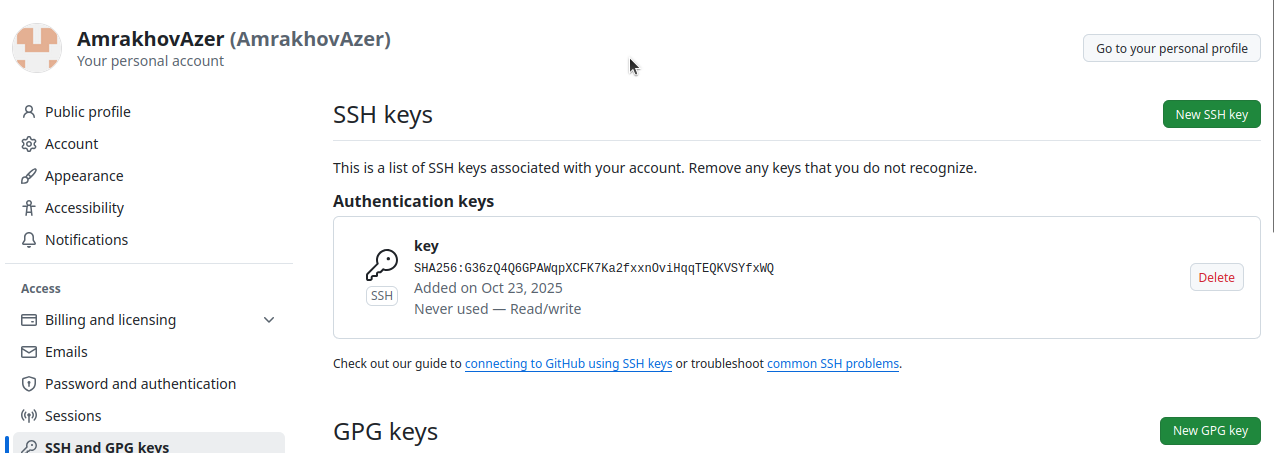 AmrakhovAzer (AmrakhovAzer)
Your personal account
Go to your personal profile
Public profile
Account
Appearance
Accessibility
Notifications
Access
Billing and licensing
Emails
Password and authentication
Sessions
SSH and GPG keys
SSH keys
New SSH key
This is a list of SSH keys associated with your account. Remove any keys that you do not recognize.
Authentication keys
key
SHA256:G36zQ4Q6GPAWqpXCFK7Ka2fxxnOviHqqTEQKVSYfxWQ
SSH
Added on Oct 23, 2025
Never used — Read/write
Delete
Check out our guide to connecting to GitHub using SSH keys or troubleshoot common SSH problems.
GPG keys
New GPG key